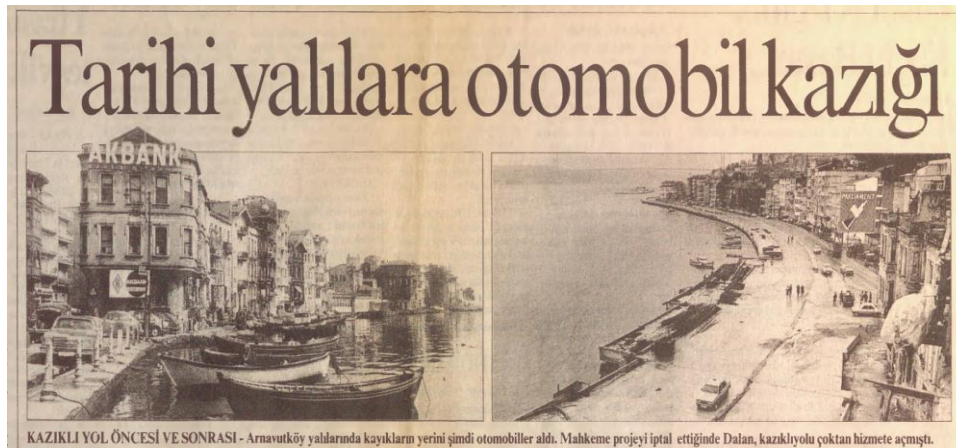 Tarihi yalılara otomobil kazığı
AKBANK
AKBANK
PARLIAMENT
KAZIKLI YOL ÖNCESİ VE SONRASI - Arnavutköy yalılarında kayıkların yerini şimdi otomobiller aldı. Mahkeme projeyi iptal ettiğinde Dalan, kazıklıyolu çoktan hizmete açmıştı.